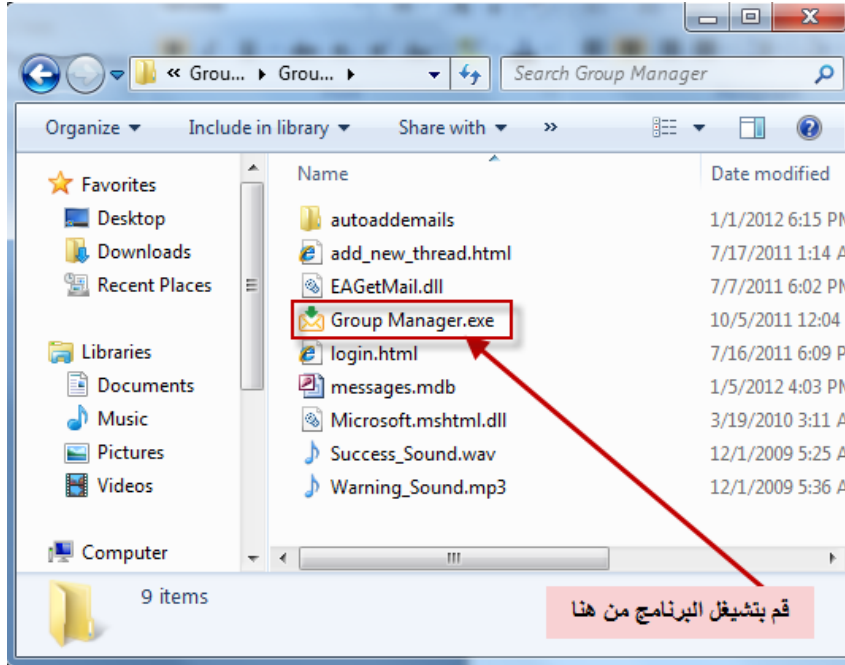 « Grou... ▸ Grou... ▸
Search Group Manager
Organize Include in library Share with »
Name Date modified
Favorites
Desktop
Downloads
Recent Places
Libraries
Documents
Music
Pictures
Videos
Computer
autoaddemails 1/1/2012 6:15 PM
add_new_thread.html 7/17/2011 1:14 A
EAGetMail.dll 7/7/2011 6:02 PM
Group Manager.exe 10/5/2011 12:04
login.html 7/16/2011 6:09 P
messages.mdb 1/5/2012 4:03 PM
Microsoft.mshtml.dll 3/19/2010 3:11 A
Success_Sound.wav 12/1/2009 5:25 A
Warning_Sound.mp3 12/1/2009 5:36 A
9 items
قم بتشيغل البرنامج من هنا